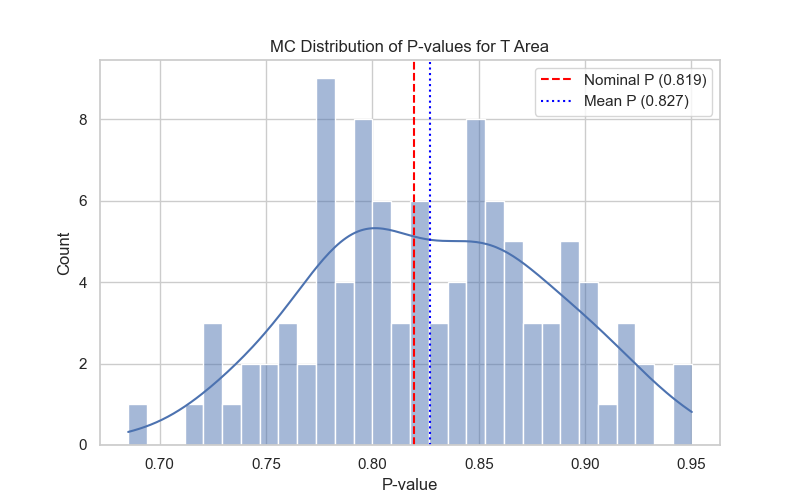 MC Distribution of P-values for T Area
Nominal P (0.819)
Mean P (0.827)
Count
8
6
4
2
0
0.70 0.75 0.80 0.85 0.90 0.95
P-value